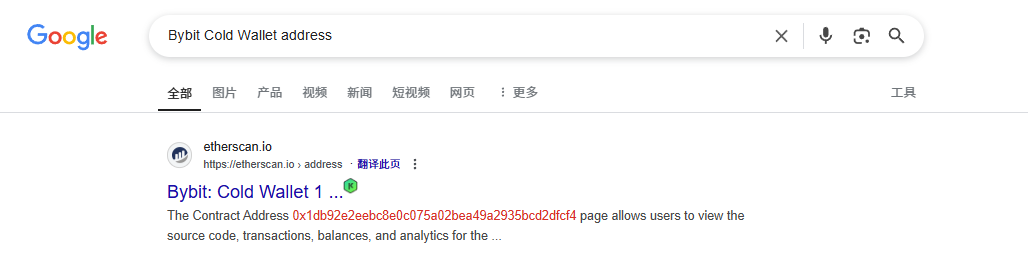 Google
Bybit Cold Wallet address
全部 图片 产品 视频 新闻 短视频 网页 ⋮ 更多 工具
etherscan.io
https://etherscan.io › address · 翻译此页
Bybit: Cold Wallet 1 ...
The Contract Address 0x1db92e2eebc8e0c075a02bea49a2935bcd2dfcf4 page allows users to view the
source code, transactions, balances, and analytics for the ...